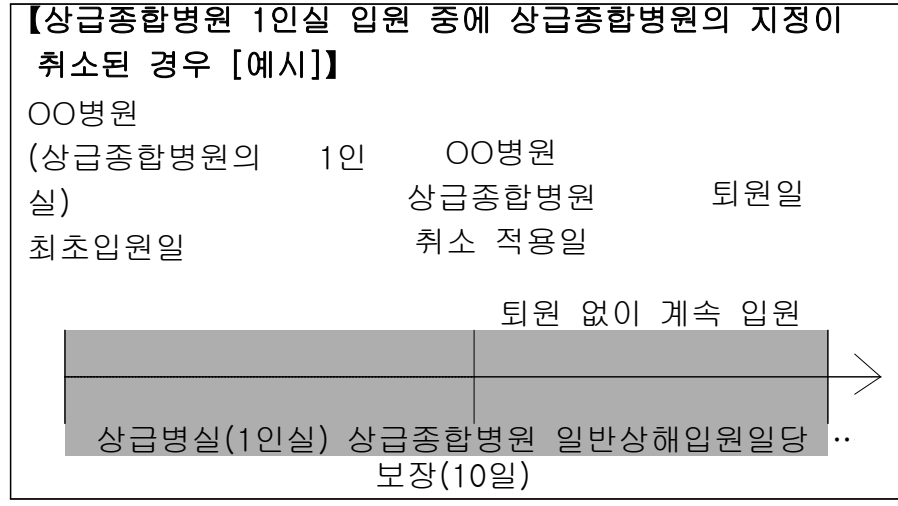 【상급종합병원 1인실 입원 중에 상급종합병원의 지정이
취소된 경우 [예시]】
OO병원
(상급종합병원의 1인
실)
최초입원일
OO병원
상급종합병원
취소 적용일
퇴원일
퇴원 없이 계속 입원
상급병실(1인실) 상급종합병원 일반상해입원일당 ··
보장(10일)